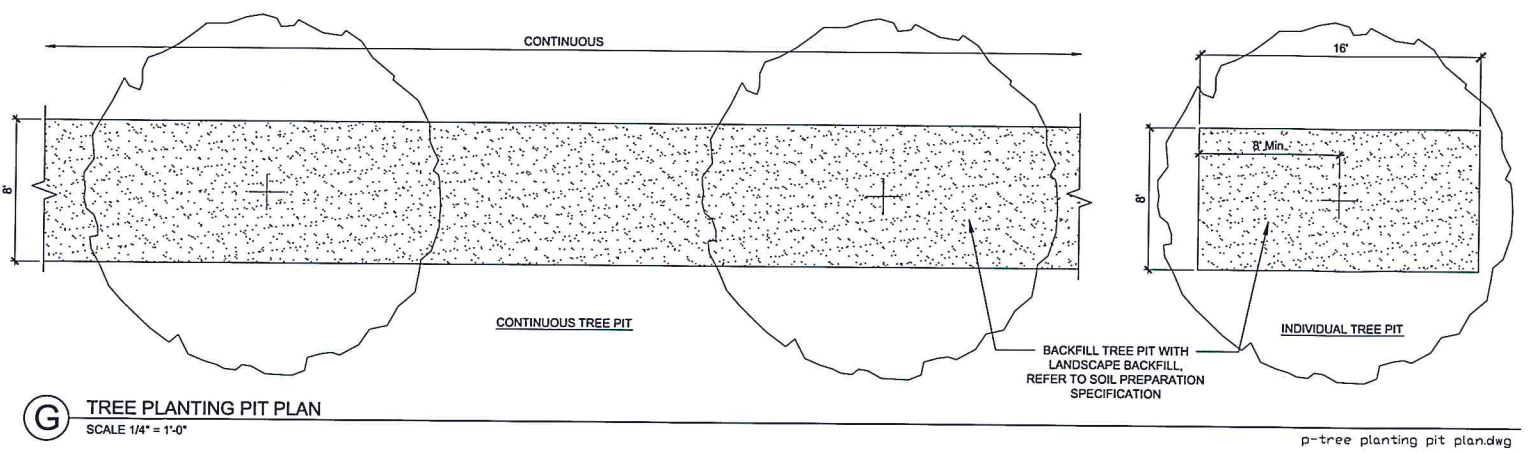 CONTINUOUS
16'
8' Min.
8'
8'
CONTINUOUS TREE PIT
INDIVIDUAL TREE PIT
BACKFILL TREE PIT WITH
LANDSCAPE BACKFILL,
REFER TO SOIL PREPARATION
SPECIFICATION
G
TREE PLANTING PIT PLAN
SCALE 1/4" = 1'-0"
p-tree planting pit plan.dwg